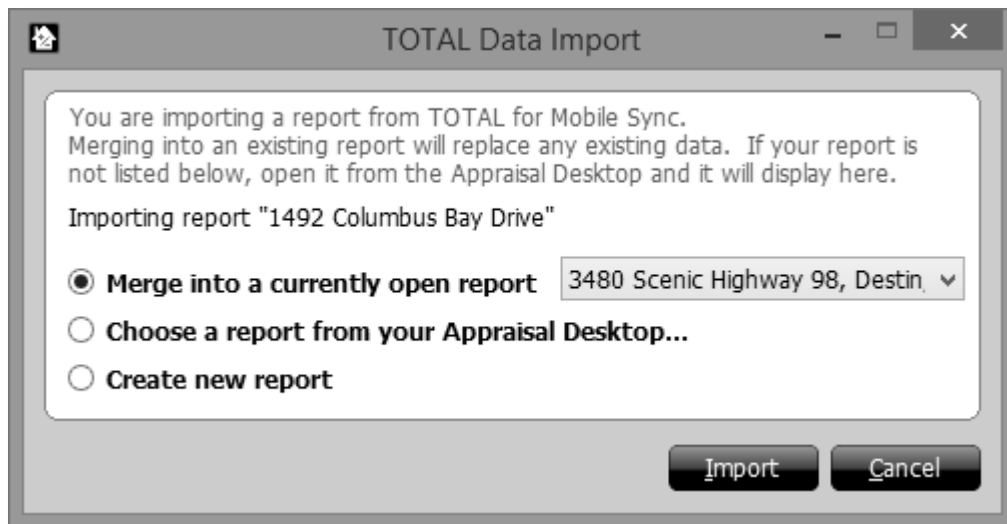 TOTAL Data Import
You are importing a report from TOTAL for Mobile Sync.
Merging into an existing report will replace any existing data. If your report is
not listed below, open it from the Appraisal Desktop and it will display here.
Importing report "1492 Columbus Bay Drive"
Merge into a currently open report 3480 Scenic Highway 98, Destin,
Choose a report from your Appraisal Desktop...
Create new report
Import Cancel